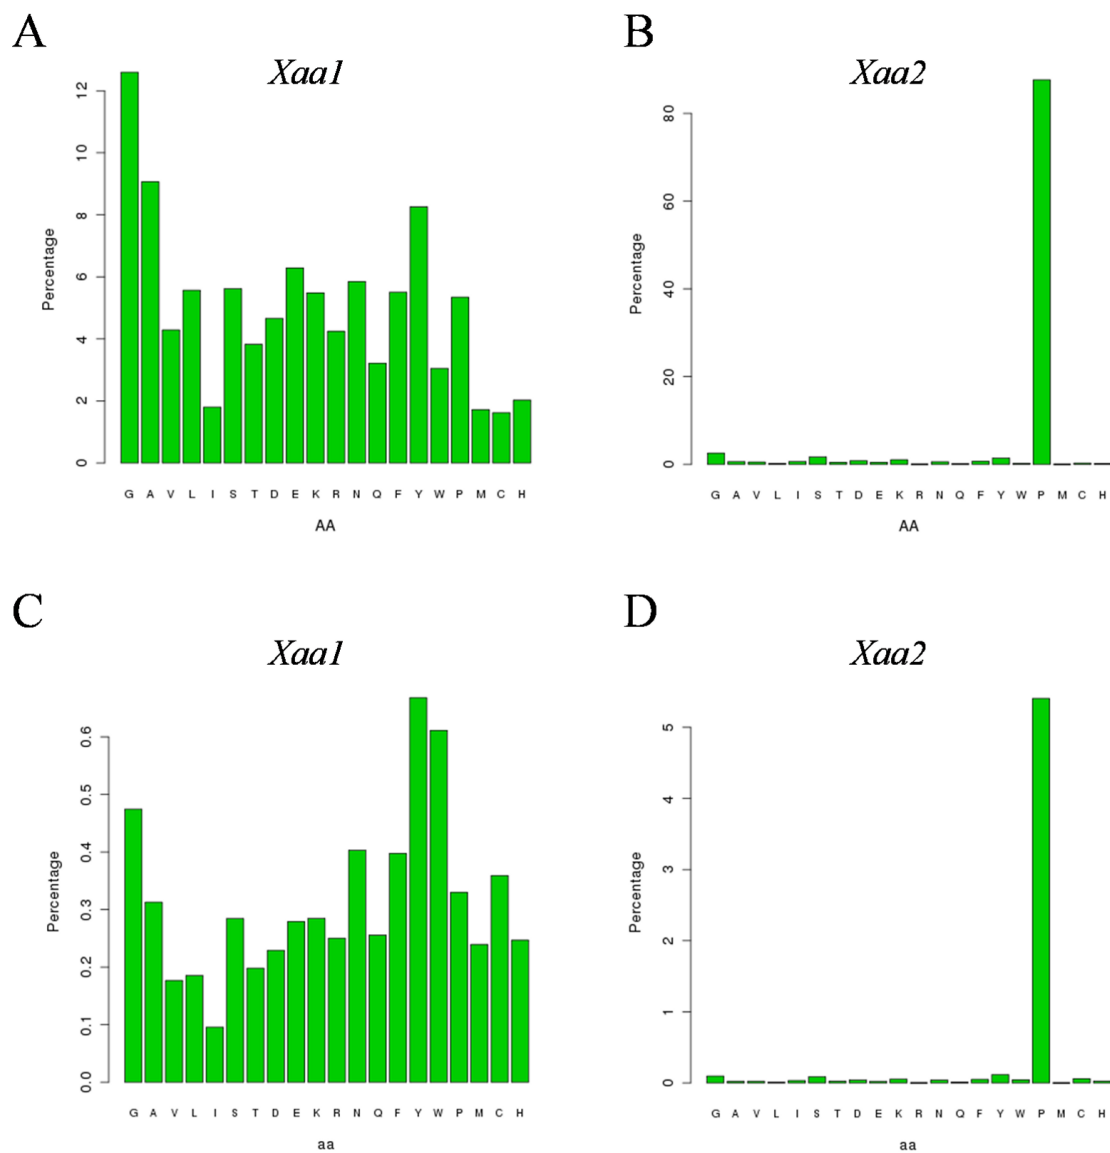 A
Xaa1
Percentage
12
10
8
6
4
2
0
G A V L I S T D E K R N Q F Y W P M C H
AA
B
Xaa2
Percentage
80
60
40
20
0
G A V L I S T D E K R N Q F Y W P M C H
AA
C
Xaa1
Percentage
0.6
0.5
0.4
0.3
0.2
0.1
0.0
G A V L I S T D E K R N Q F Y W P M C H
aa
D
Xaa2
Percentage
5
4
3
2
1
0
G A V L I S T D E K R N Q F Y W P M C H
aa